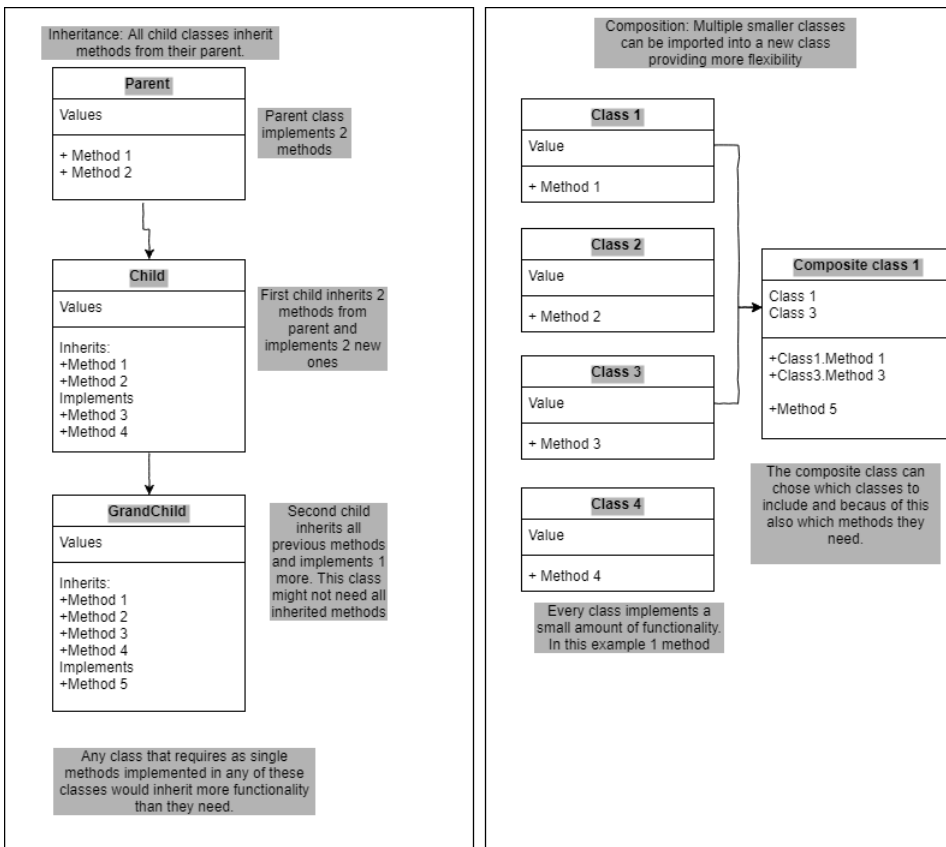 Inheritance: All child classes inherit
methods from their parent.
Parent
Values
+ Method 1
+ Method 2
Parent class
implements 2
methods
Child
Values
Inherits:
+Method 1
+Method 2
Implements
+Method 3
+Method 4
First child inherits 2
methods from
parent and
implements 2 new
ones
GrandChild
Values
Inherits:
+Method 1
+Method 2
+Method 3
+Method 4
Implements
+Method 5
Second child
inherits all
previous methods
and implements 1
more. This class
might not need all
inherited methods
Any class that requires as single
methods implemented in any of these
classes would inherit more functionality
than they need.
Composition: Multiple smaller classes
can be imported into a new class
providing more flexibility
Class 1
Value
+ Method 1
Class 2
Value
+ Method 2
Class 3
Value
+ Method 3
Class 4
Value
+ Method 4
Every class implements a
small amount of functionality.
In this example 1 method
Composite class 1
Class 1
Class 3
+Class1.Method 1
+Class3.Method 3
+Method 5
The composite class can
chose which classes to
include and becaus of this
also which methods they
need.